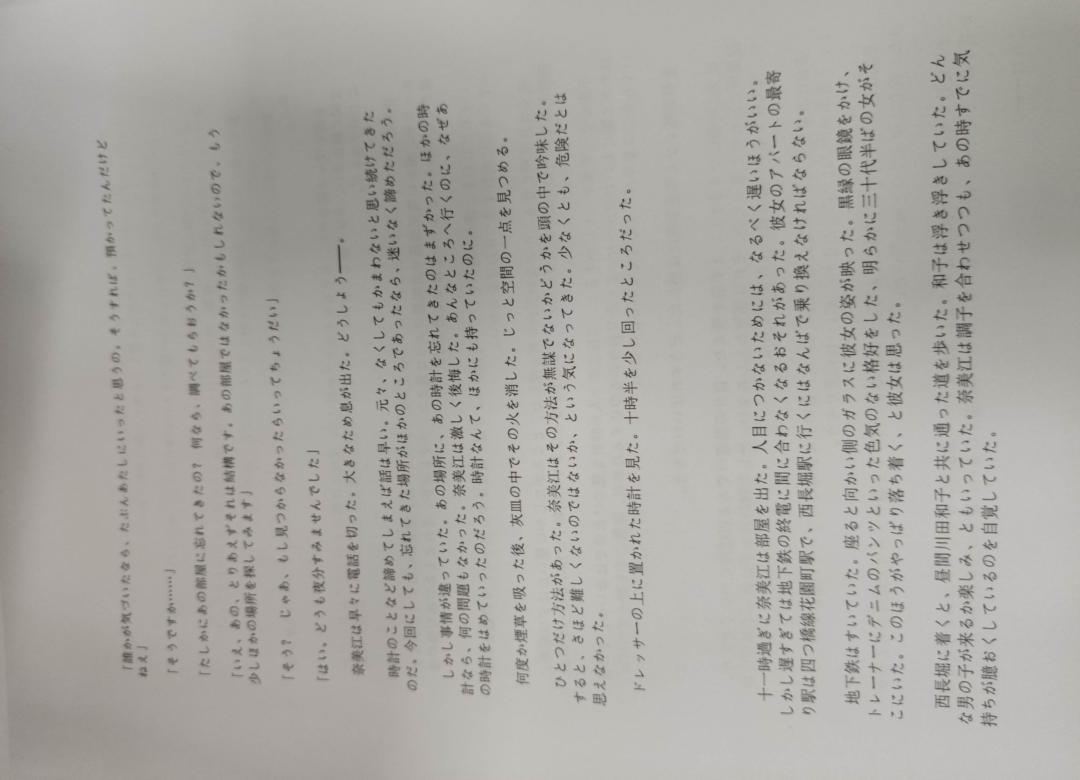 「誰かが気づいたなら、たぶんあたしにいったと思うの。そうすれば、預かってたんだけど
ねえ」
「そうですか……」
「たしかにあの部屋に忘れてきたの？　何なら、調べてもらおうか？」
「いえ、あの、とりあえずそれは結構です。あの部屋ではなかったかもしれないので、もう
少しほかの場所を探してみます」
「そう？　じゃあ、もし見つからなかったらいってちょうだい」
「はい。どうも夜分すみませんでした」
奈美江は早々に電話を切った。大きなため息が出た。どうしよう――。
時計のことなど諦めてしまえば話は早い。元々、なくしてもかまわないと思い続けてきた
のだ。今回にしても、忘れてきた場所がほかのところであったなら、迷いなく諦めただろう。
しかし事情が違っていた。あの場所に、あの時計を忘れてきたのはまずかった。ほかの時
計なら、何の問題もなかった。奈美江は激しく後悔した。あんなところへ行くのに、なぜあ
の時計をはめていったのだろう。時計なんて、ほかにも持っていたのに。
何度か煙草を吸った後、灰皿の中でその火を消した。じっと空間の一点を見つめる。
ひとつだけ方法があった。奈美江はその方法が無謀でないかどうかを頭の中で吟味した。
すると、さほど難しくないのではないか、という気になってきた。少なくとも、危険だとは
思えなかった。
ドレッサーの上に置かれた時計を見た。十時半を少し回ったところだった。
十一時過ぎに奈美江は部屋を出た。人目につかないためには、なるべく遅いほうがいい。
しかし遅すぎては地下鉄の終電に間に合わなくなるおそれがあった。彼女のアパートの最寄
り駅は四つ橋線花園町駅で、西長堀駅に行くにはなんばで乗り換えなければならない。
地下鉄はすいていた。座ると向かい側のガラスに彼女の姿が映った。黒縁の眼鏡をかけ、
トレーナーにデニムのパンツといった色気のない格好をした、明らかに三十代半ばの女がそ
こにいた。このほうがやっぱり落ち着く、と彼女は思った。
西長堀に着くと、昼間川田和子と共に通った道を歩いた。和子は浮き浮きしていた。どん
な男の子が来るか楽しみ、ともいっていた。奈美江は調子を合わせつつも、あの時すでに気
持ちが臆おくしているのを自覚していた。